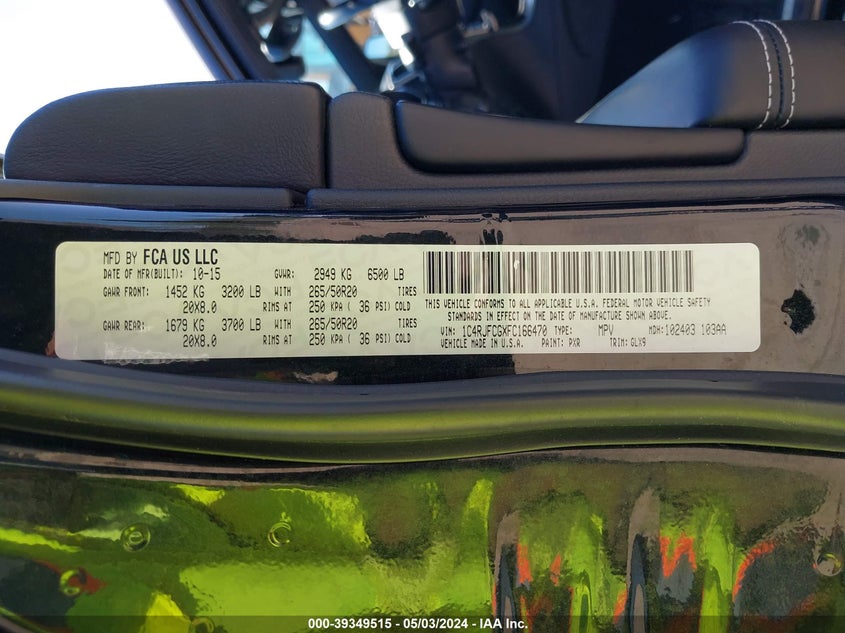 MFD BY FCA US LLC
DATE OF MFR(BUILT): 10-15 GVWR: 2949 KG 6500 LB
GAWR FRONT: 1452 KG 3200 LB WITH 265/50R20 TIRES
20X8.0 RIMS AT 250 KPA ( 36 PSI) COLD
GAWR REAR: 1679 KG 3700 LB WITH 265/50R20 TIRES
20X8.0 RIMS AT 250 KPA ( 36 PSI) COLD
THIS VEHICLE CONFORMS TO ALL APPLICABLE U.S.A. FEDERAL MOTOR VEHICLE SAFETY
STANDARDS IN EFFECT ON THE DATE OF MANUFACTURE SHOWN ABOVE.
VIN: 1C4RJFCGXFC166470 TYPE: MPV MDH: 102403 103AA
VEHICLE MADE IN U.S.A. PAINT: PXR TRIM: GLX9
000-39349515 - 05/03/2024 - IAA Inc.